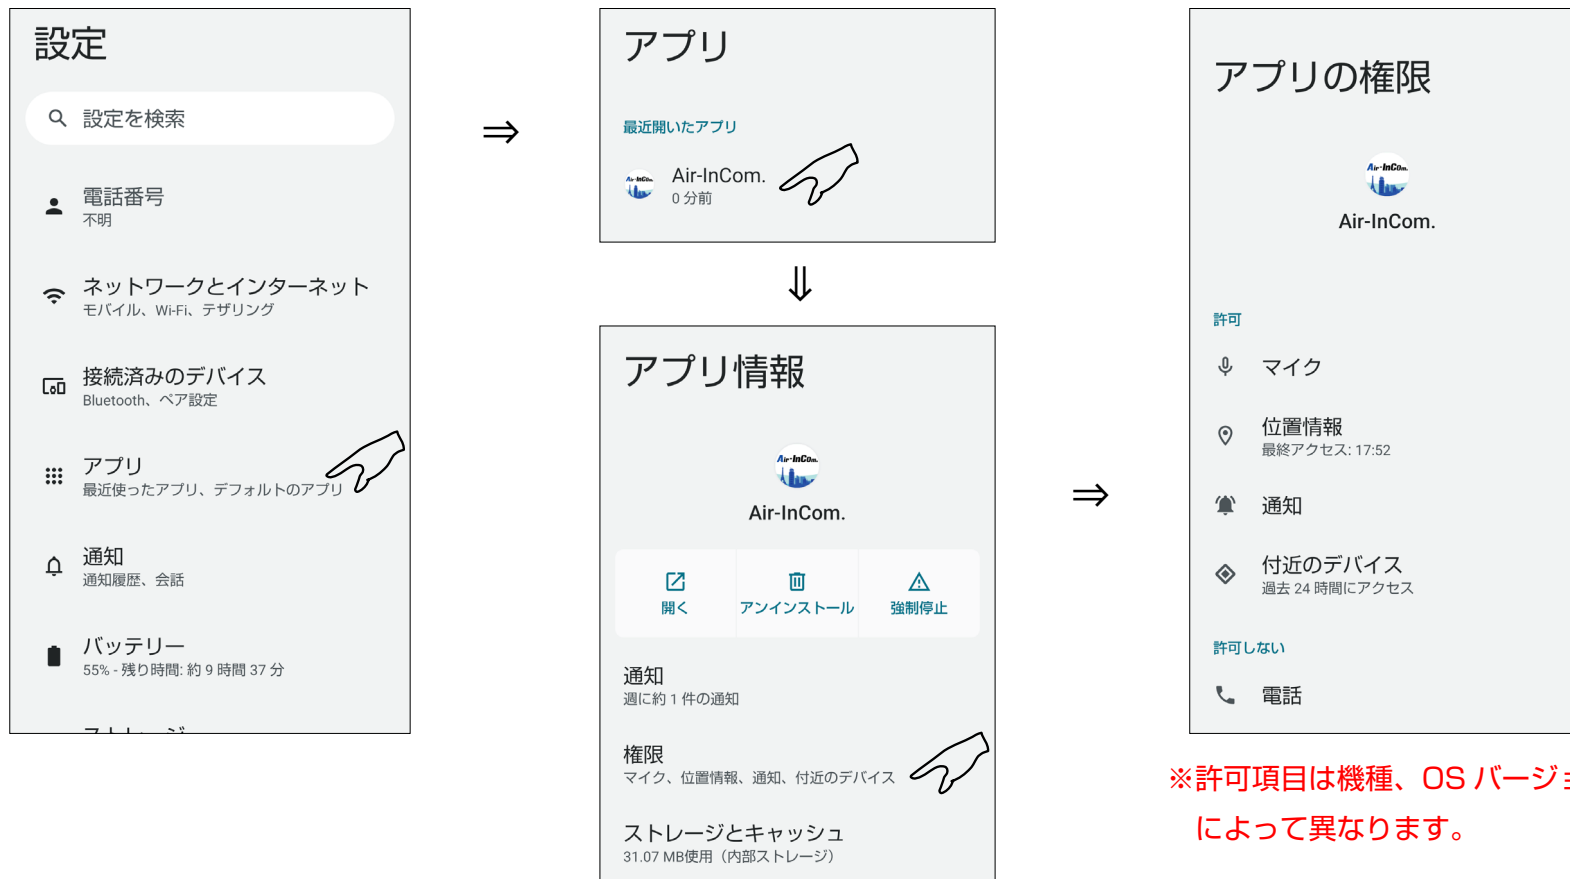 設定
設定を検索
電話番号
不明
ネットワークとインターネット
モバイル、Wi-Fi、テザリング
接続済みのデバイス
Bluetooth、ペア設定
アプリ
最近使ったアプリ、デフォルトのアプリ
通知
通知履歴、会話
バッテリー
55% - 残り時間: 約 9 時間 37 分
ストレージ
⇒
アプリ
最近開いたアプリ
Air-InCom.
Air-InCom.
0 分前
⇓
アプリ情報
Air-InCom.
Air-InCom.
開く
アンインストール
強制停止
通知
週に約 1 件の通知
権限
マイク、位置情報、通知、付近のデバイス
ストレージとキャッシュ
31.07 MB使用（内部ストレージ）
⇒
アプリの権限
Air-InCom.
Air-InCom.
許可
マイク
位置情報
最終アクセス: 17:52
通知
付近のデバイス
過去 24 時間にアクセス
許可しない
電話
※許可項目は機種、OS バージョ
によって異なります。